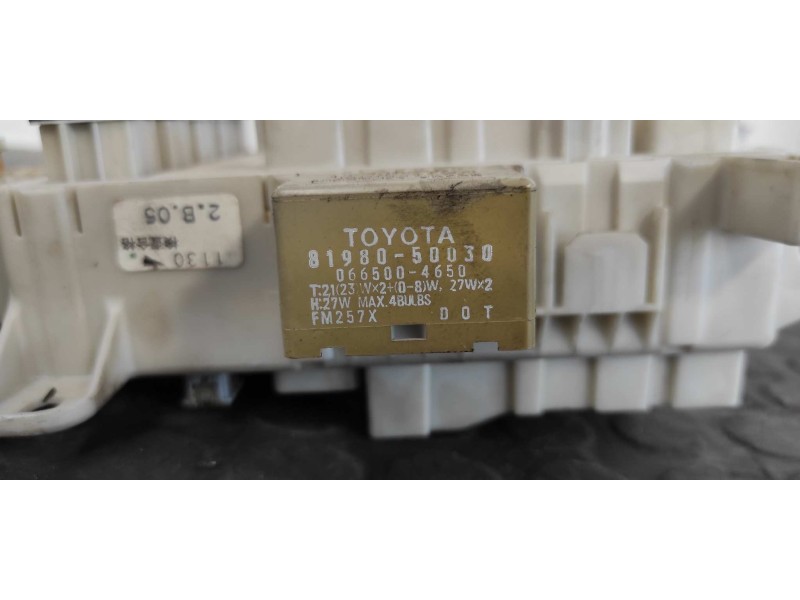 TOYOTA
81980-50030
066500-4650
T:21(23)W×2+(0-8)W, 27W×2
H:27W MAX.4BULBS
FM257X DOT
2.B.05
1130